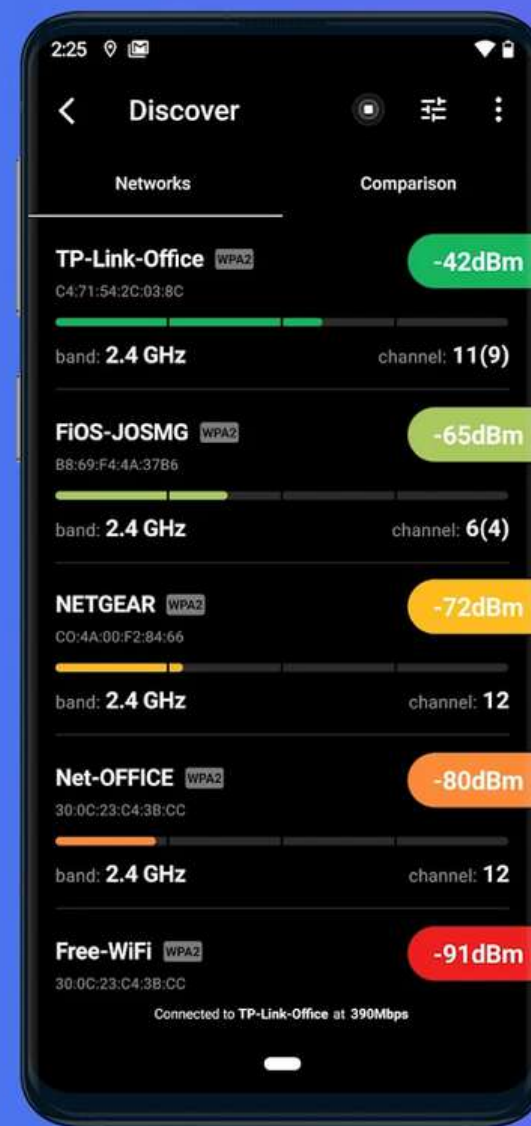 2:25
Discover
Networks Comparison
TP-Link-Office WPA2 -42dBm
C4:71:54:2C:03:8C
band: 2.4 GHz channel: 11(9)
FiOS-JOSMG WPA2 -65dBm
B8:69:F4:4A:37B6
band: 2.4 GHz channel: 6(4)
NETGEAR WPA2 -72dBm
CO:4A:00:F2:84:66
band: 2.4 GHz channel: 12
Net-OFFICE WPA2 -80dBm
30:0C:23:C4:3B:CC
band: 2.4 GHz channel: 12
Free-WiFi WPA2 -91dBm
30:0C:23:C4:3B:CC
Connected to TP-Link-Office at 390Mbps